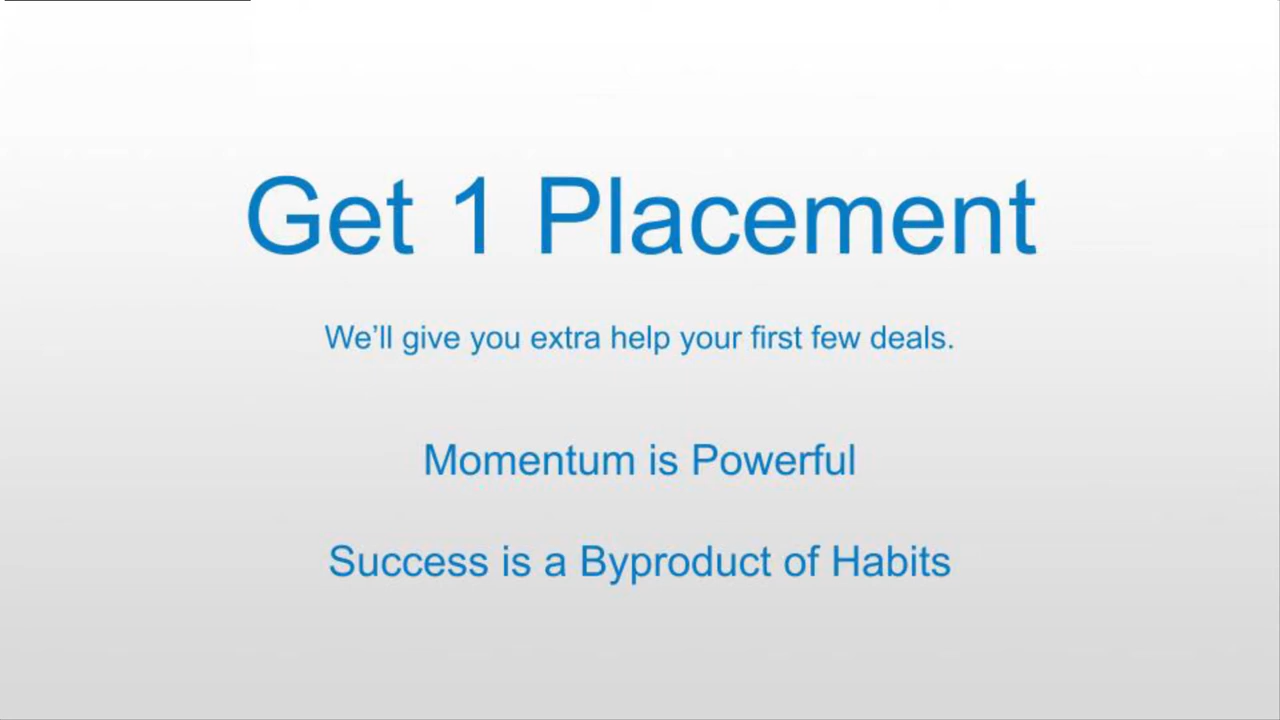 Get 1 Placement
We’ll give you extra help your first few deals.
Momentum is Powerful
Success is a Byproduct of Habits